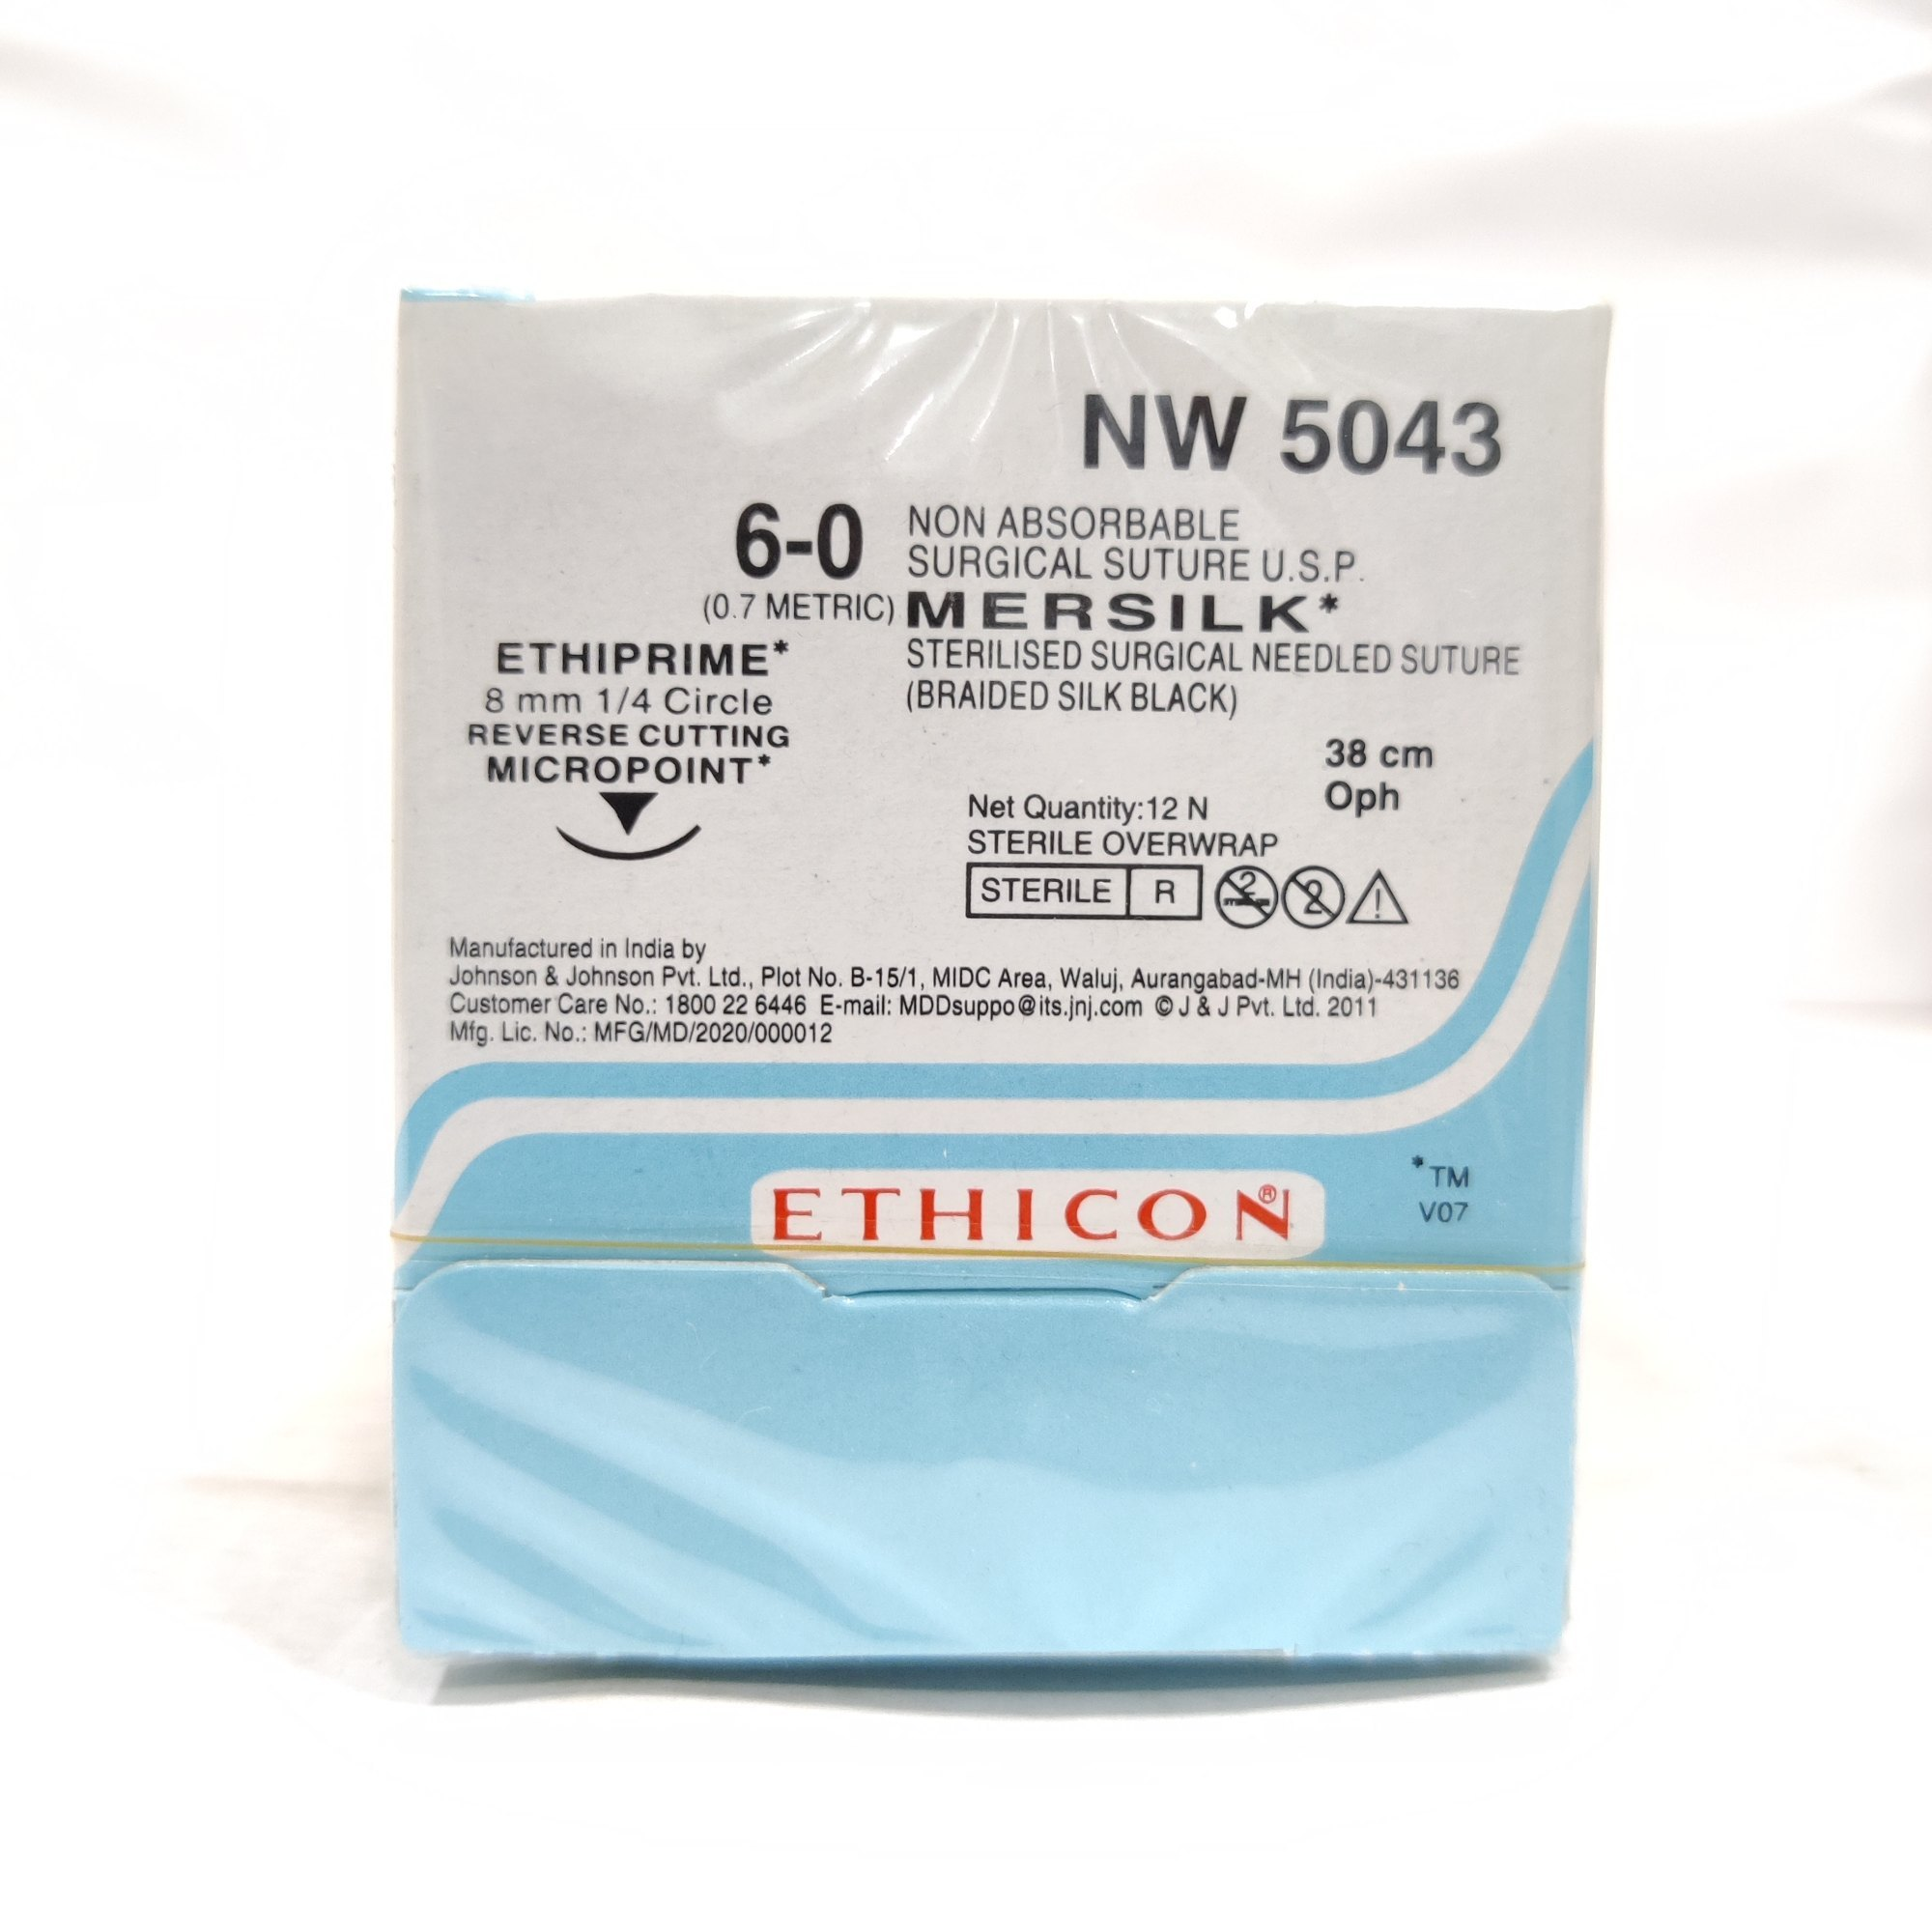 NW 5043
6-0
(0.7 METRIC)
NON ABSORBABLE
SURGICAL SUTURE U.S.P.
MERSILK*
STERILISED SURGICAL NEEDLED SUTURE
(BRAIDED SILK BLACK)
ETHIPRIME*
8 mm 1/4 Circle
REVERSE CUTTING
MICROPOINT*
38 cm
Oph
Net Quantity:12 N
STERILE OVERWRAP
STERILE R 2 2 !
Manufactured in India by
Johnson & Johnson Pvt. Ltd., Plot No. B-15/1, MIDC Area, Waluj, Aurangabad-MH (India)-431136
Customer Care No.: 1800 22 6446 E-mail: MDDsuppo@its.jnj.com © J & J Pvt. Ltd. 2011
Mfg. Lic. No.: MFG/MD/2020/000012
ETHICON®
*TM
V07